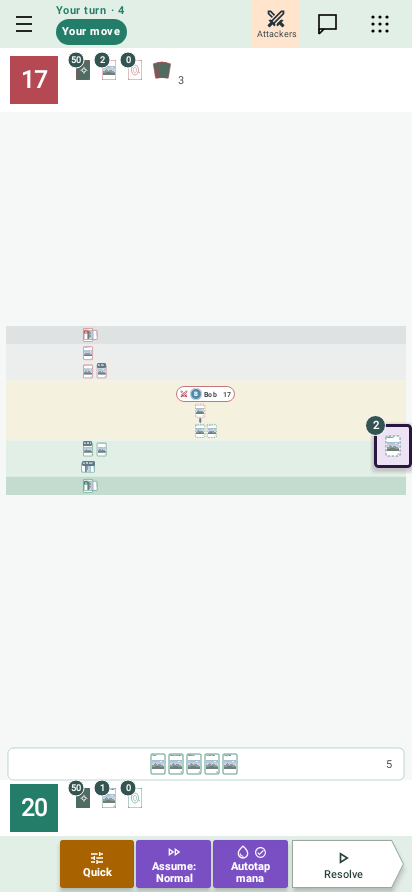 Your turn · 4
Your move
Attackers
17
50
2
0
3
Bob 17
2
5
20
50
1
0
Quick
Assume:
Normal
Autotap
mana
Resolve